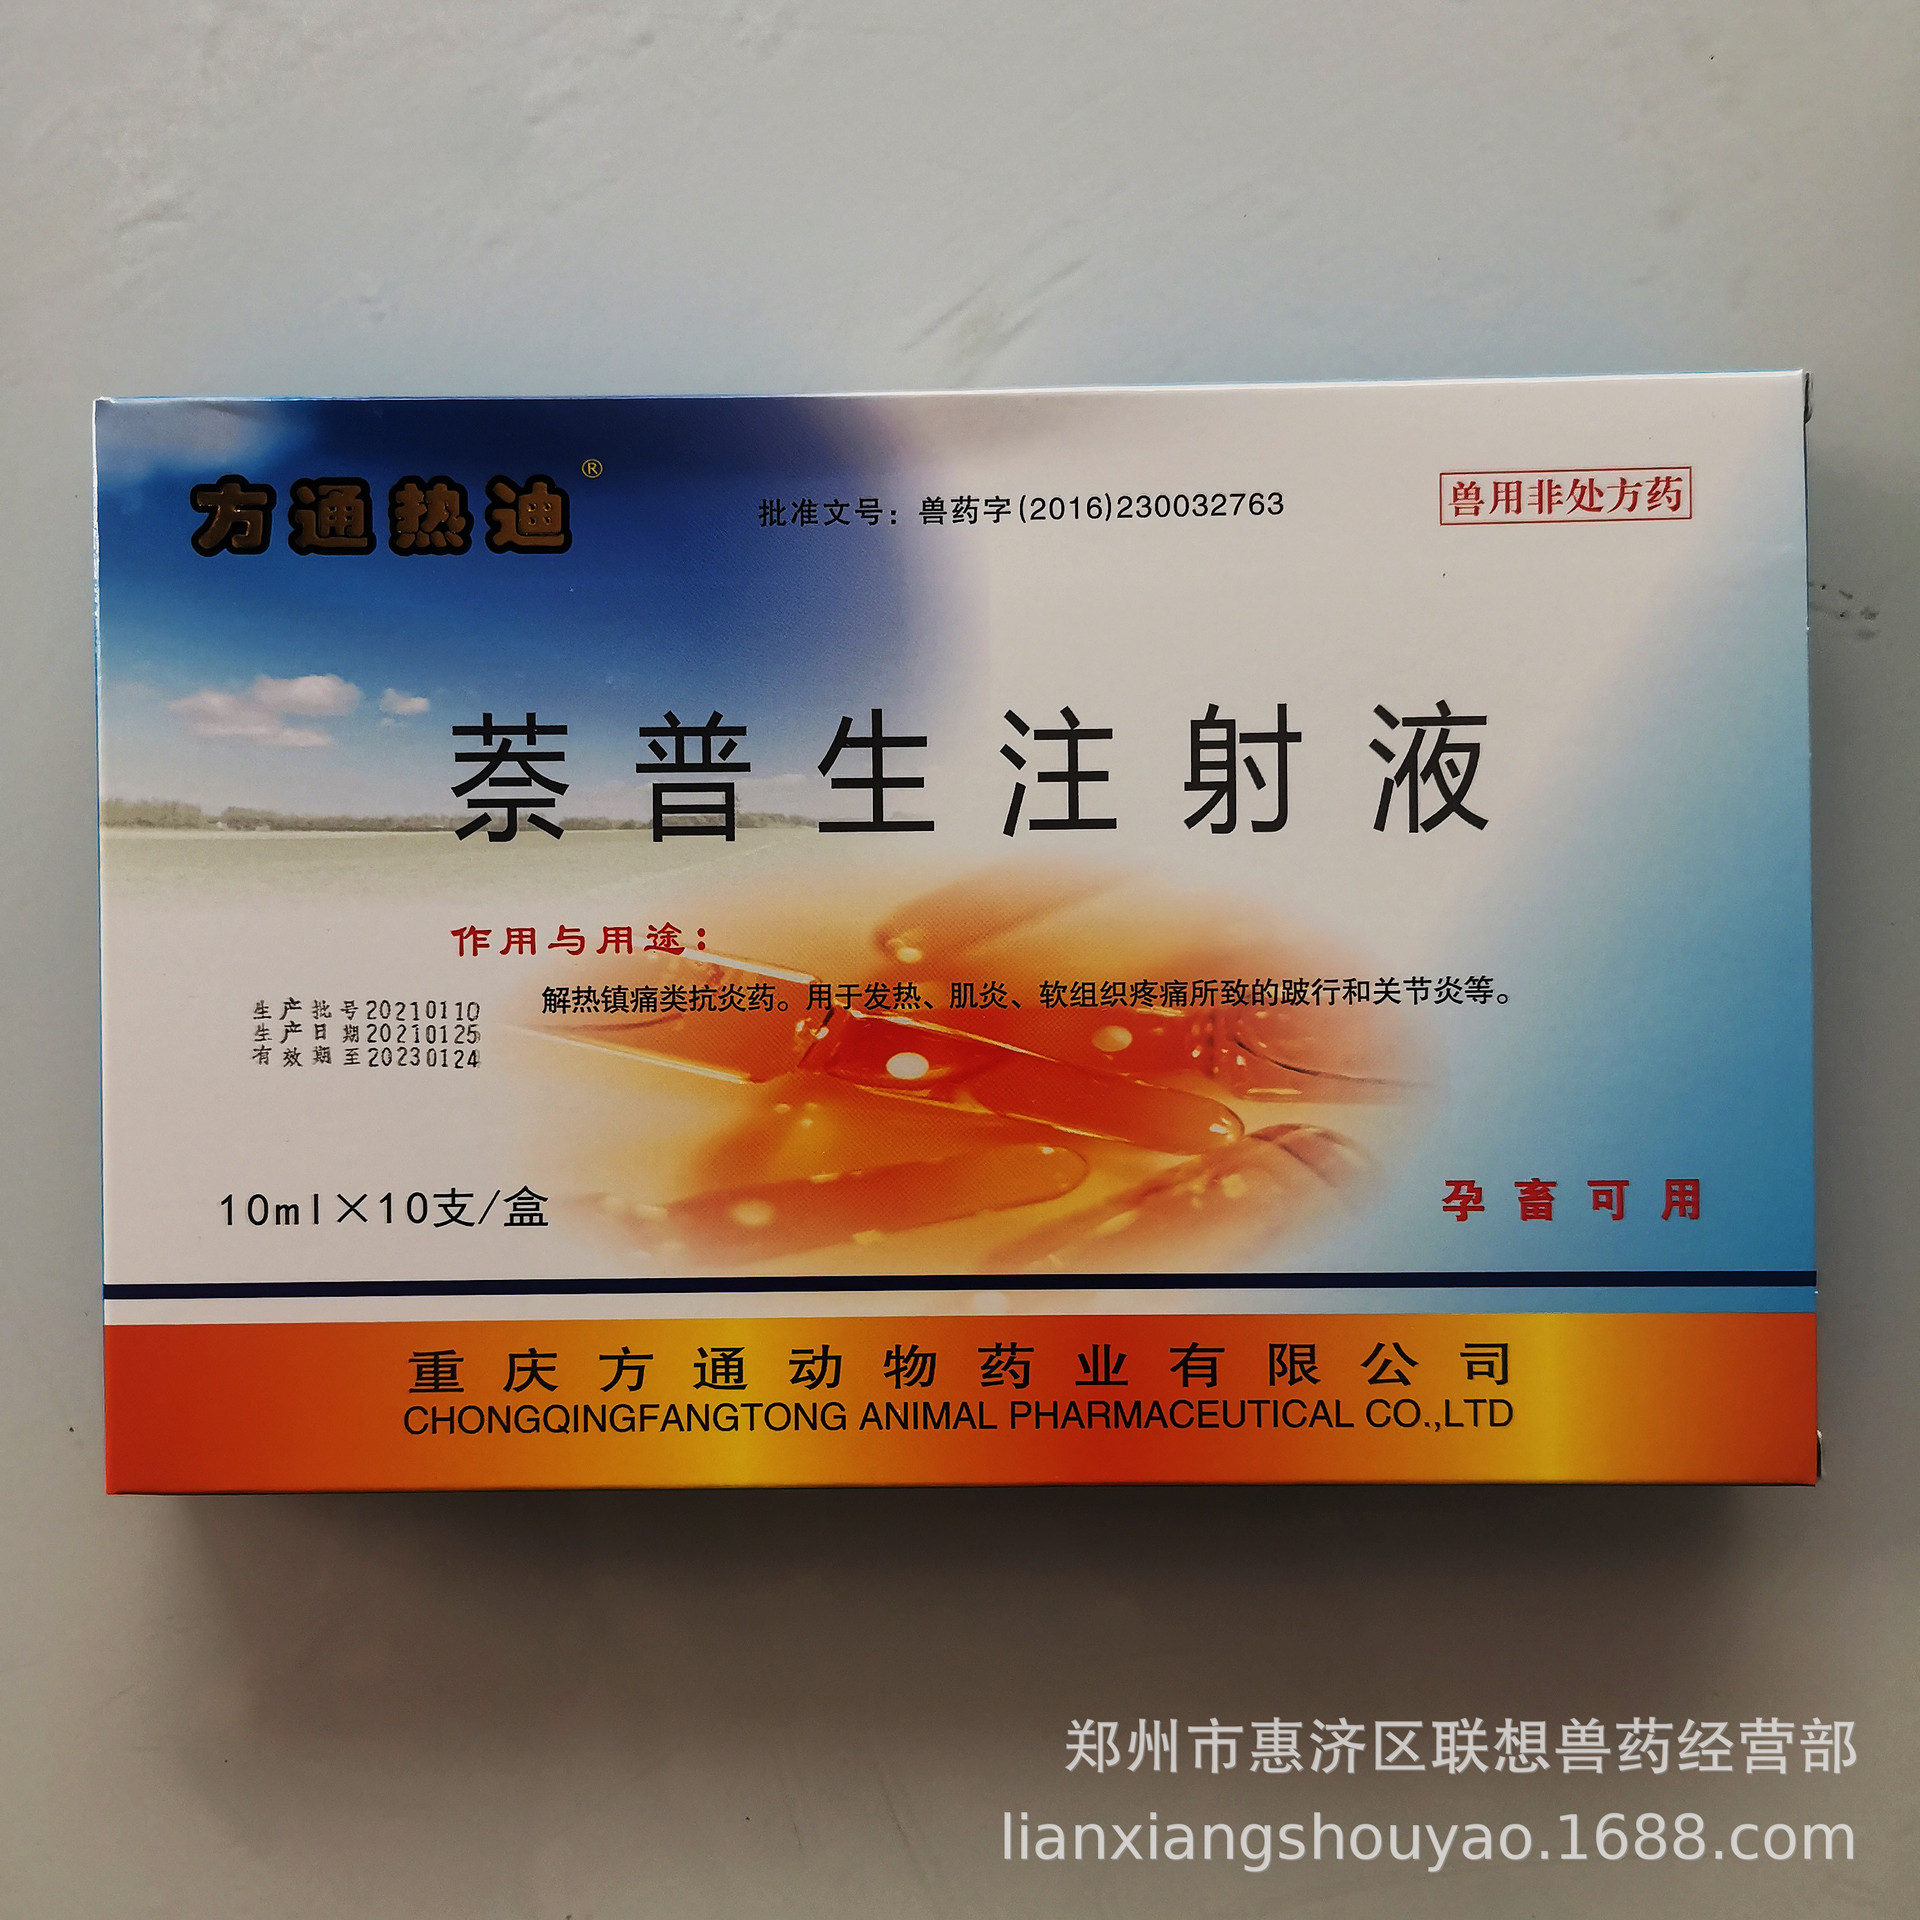 方通热迪®
批准文号：兽药字(2016)230032763
兽用非处方药
萘普生注射液
作用与用途：
解热镇痛类抗炎药。用于发热、肌炎、软组织疼痛所致的跛行和关节炎等。
生产批号20210110
生产日期20210125
有效期至20230124
10ml×10支/盒
孕畜可用
重庆方通动物药业有限公司
CHONGQINGFANGTONG ANIMAL PHARMACEUTICAL CO.,LTD
郑州市惠济区联想兽药经营部
lianxiangshouyao.1688.com